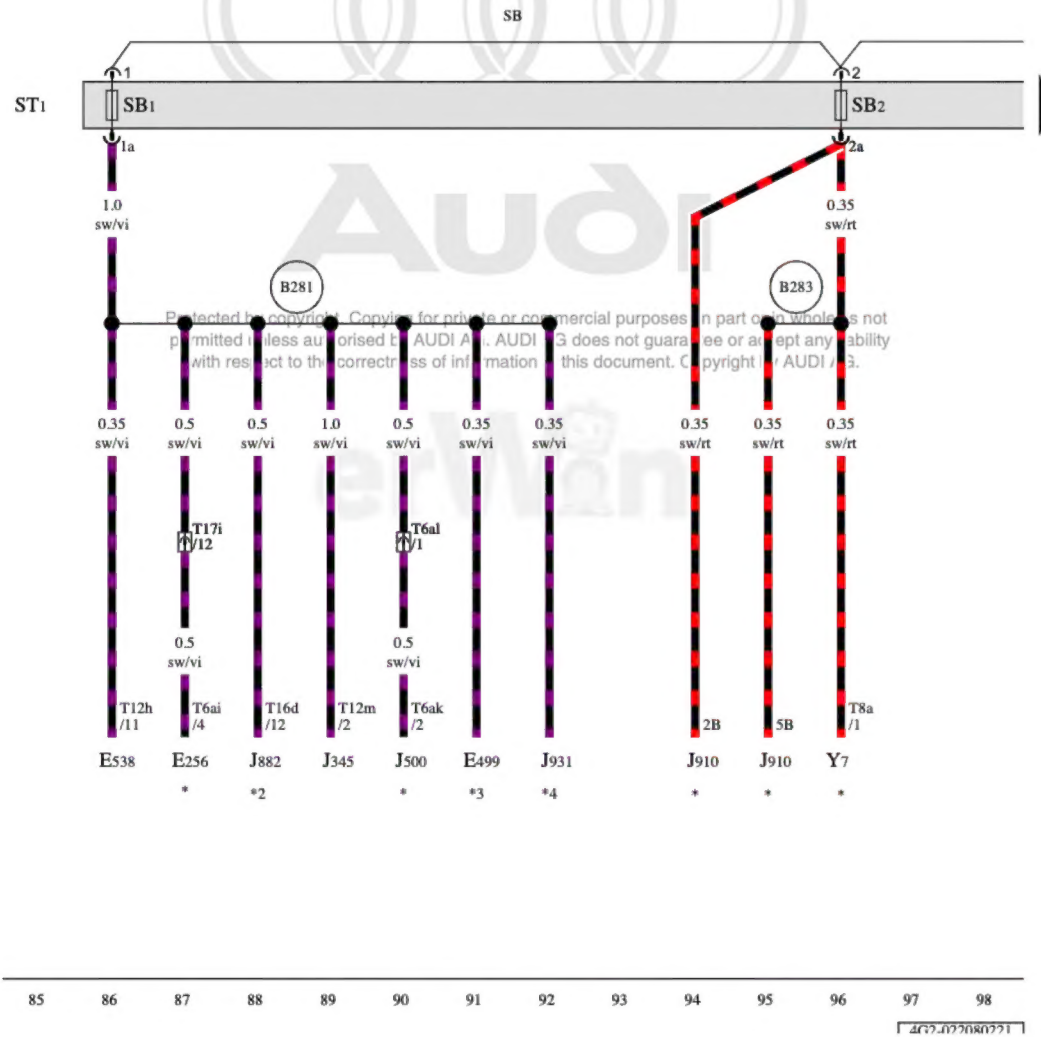 SB
1
2
ST1
SB1
SB2
1a
2a
1.0
sw/vi
0.35
sw/rt
Audi
B281
B283
Protected by copyright. Copying for private or commercial purposes, in part or in whole, is not
permitted unless authorised by AUDI AG. AUDI AG does not guarantee or accept any liability
with respect to the correctness of information in this document. Copyright by AUDI AG.
0.35 0.5 0.5 1.0 0.5 0.35 0.35 0.35 0.35 0.35
sw/vi sw/vi sw/vi sw/vi sw/vi sw/vi sw/vi sw/rt sw/rt sw/rt
erWin
T17i
/12
T6al
/1
0.5
sw/vi
0.5
sw/vi
T12h
/11
T6ai
/4
T16d
/12
T12m
/2
T6ak
/2
2B
5B
T8a
/1
E538 E256 J882 J345 J500 E499 J931 J910 J910 Y7
* *2 * *3 *4 * * *
85 86 87 88 89 90 91 92 93 94 95 96 97 98
4G2-022080221